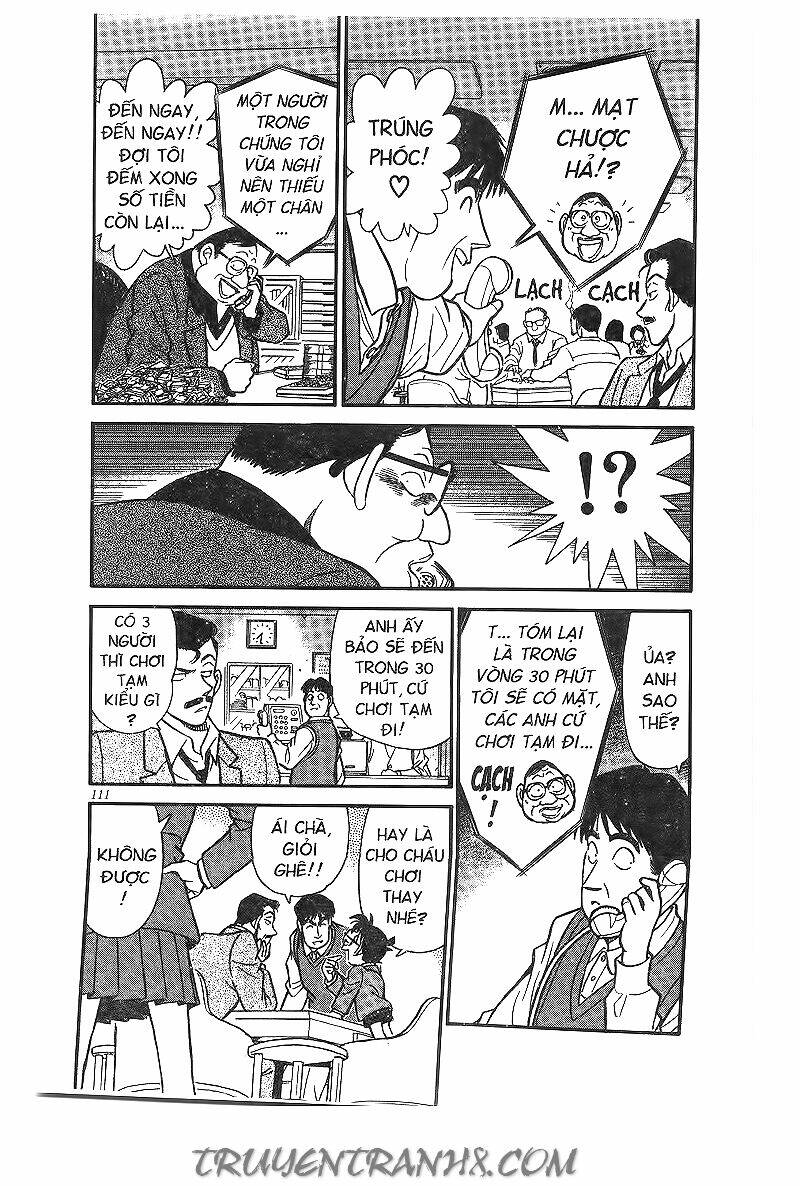 M... MẠT
CHƯỢC
HẢ!?
TRÚNG
PHÓC!
♡
LẠCH
CẠCH
MỘT NGƯỜI
TRONG
CHÚNG TÔI
VỪA NGHỈ
NÊN THIẾU
MỘT CHÂN
...
ĐẾN NGAY,
ĐẾN NGAY!!
ĐỢI TÔI
ĐẾM XONG
SỐ TIỀN
CÒN LẠI...
!?
ỦA?
ANH
SAO
THẾ?
T... TÓM LẠI
LÀ TRONG
VÒNG 30 PHÚT
TÔI SẼ CÓ MẶT,
CÁC ANH CỨ
CHƠI TẠM ĐI...
CẠCH
!
ANH ẤY
BẢO SẼ ĐẾN
TRONG 30
PHÚT, CỨ
CHƠI TẠM
ĐI!
CÓ 3
NGƯỜI
THÌ CHƠI
TẠM
KIỂU GÌ
?
111
HAY LÀ
CHO CHÁU
CHƠI
THAY
NHÉ?
ÁI CHÀ,
GIỎI
GHÊ!!
KHÔNG
ĐƯỢC
!
TRUYENTRANH8.COM